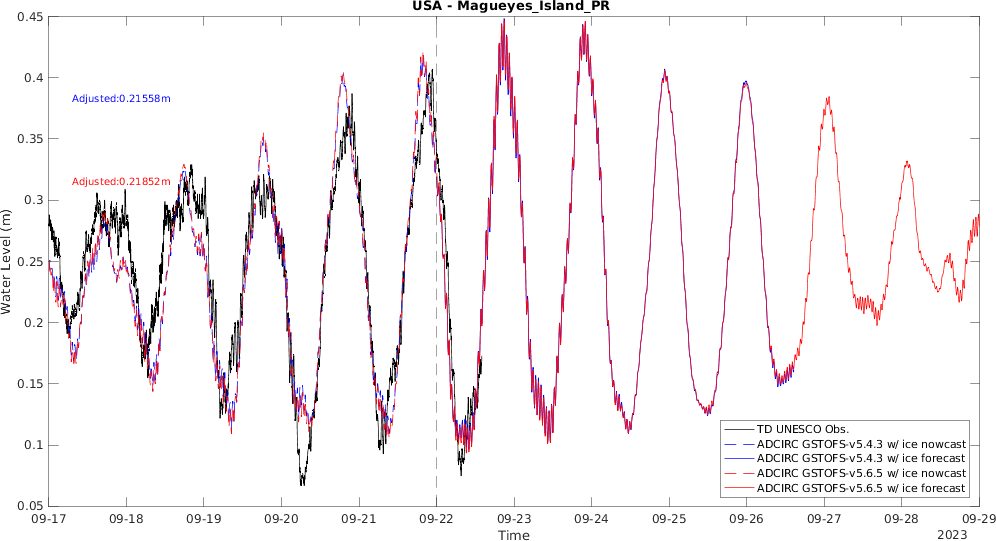 USA - Magueyes_Island_PR
0.45
0.4
0.35
0.3
0.25
0.2
0.15
0.1
0.05
Water Level (m)
Adjusted:0.21558m
Adjusted:0.21852m
TD UNESCO Obs.
ADCIRC GSTOFS-v5.4.3 w/ ice nowcast
ADCIRC GSTOFS-v5.4.3 w/ ice forecast
ADCIRC GSTOFS-v5.6.5 w/ ice nowcast
ADCIRC GSTOFS-v5.6.5 w/ ice forecast
09-17 09-18 09-19 09-20 09-21 09-22 09-23 09-24 09-25 09-26 09-27 09-28 09-29
Time
2023